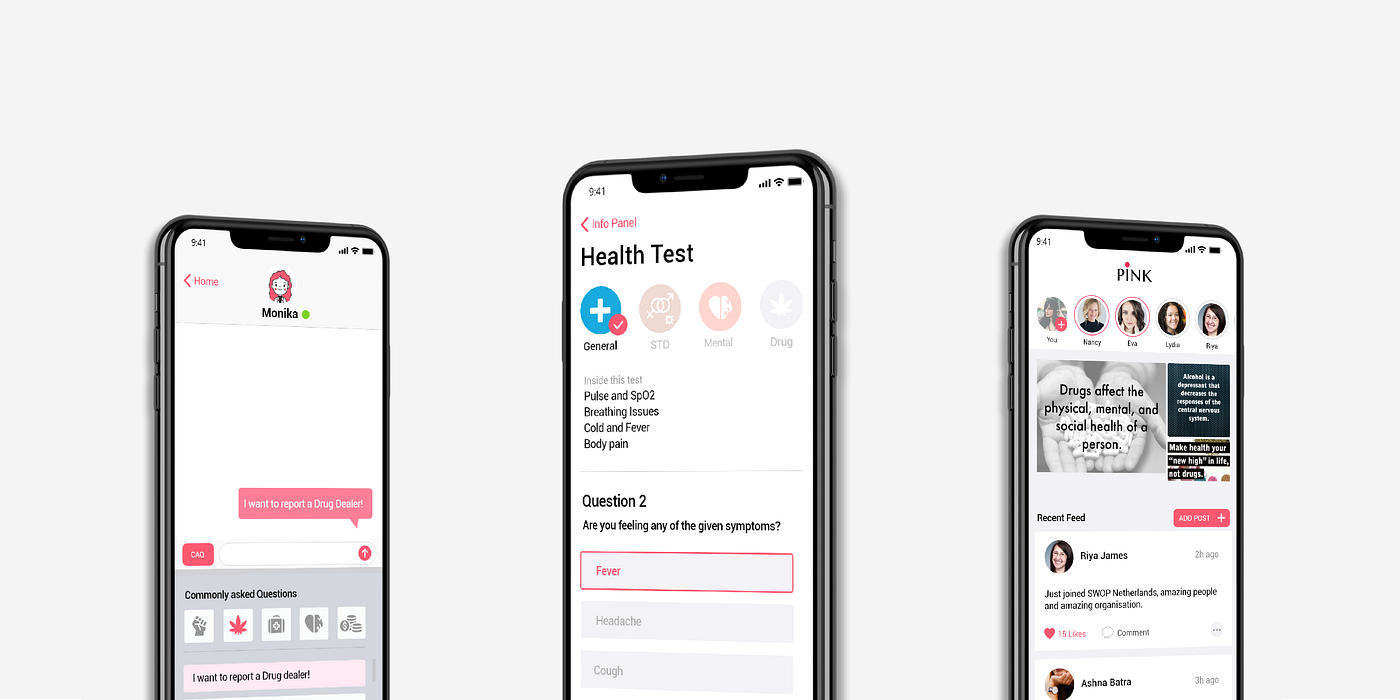 9:41
Home
Monika
I want to report a Drug Dealer!
CAQ
Commonly asked Questions
I want to report a Drug dealer!
9:41
Info Panel
Health Test
General
STD
Mental
Drug
Inside this test
Pulse and SpO2
Breathing Issues
Cold and Fever
Body pain
Question 2
Are you feeling any of the given symptoms?
Fever
Headache
Cough
9:41
PiNK
You
Nancy
Eva
Lydia
Riya
Drugs affect the
physical, mental, and
social health of a
person.
Alcohol is a
depressant that
decreases the
responses of the
central nervous
system.
Make health your
“new high” in life,
not drugs.
Recent Feed
ADD POST +
Riya James
2h ago
Just joined SWOP Netherlands, amazing people
and amazing organisation.
15 Likes
Comment
Ashna Batra
3h ago